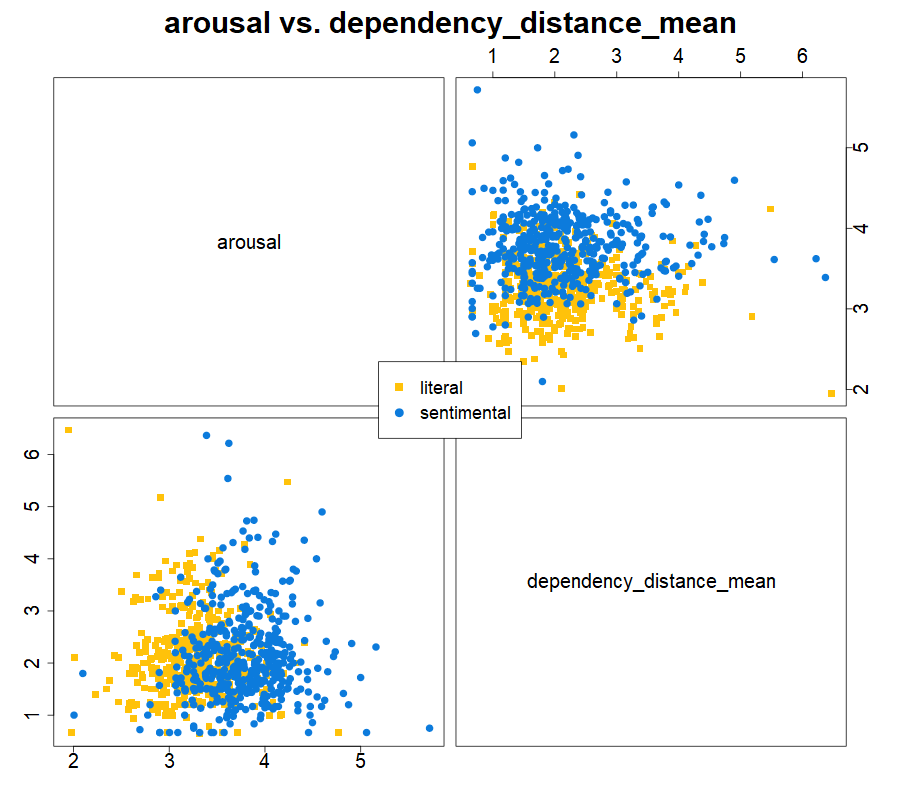 arousal vs. dependency_distance_mean
1 2 3 4 5 6
arousal
5
4
3
2
literal
sentimental
6
5
4
3
2
1
dependency_distance_mean
2 3 4 5